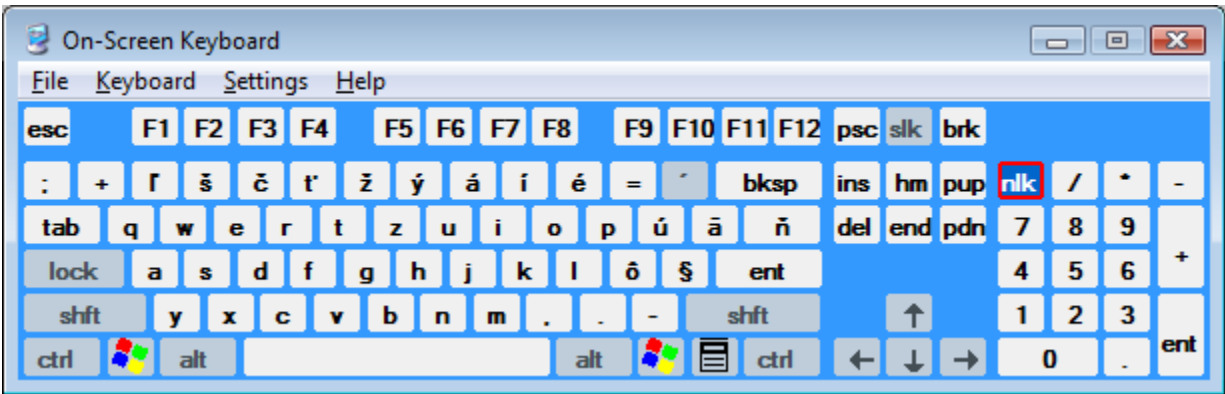 On-Screen Keyboard
File Keyboard Settings Help
esc F1 F2 F3 F4 F5 F6 F7 F8 F9 F10 F11 F12 psc slk brk
; + ľ š č ť ž ý á í é = ´ bksp ins hm pup nlk / * -
tab q w e r t z u i o p ú ä ň del end pdn 7 8 9 +
lock a s d f g h j k l ô § ent 4 5 6
shft y x c v b n m , . - shft ↑ 1 2 3 ent
ctrl alt alt ctrl ← ↓ → 0 .